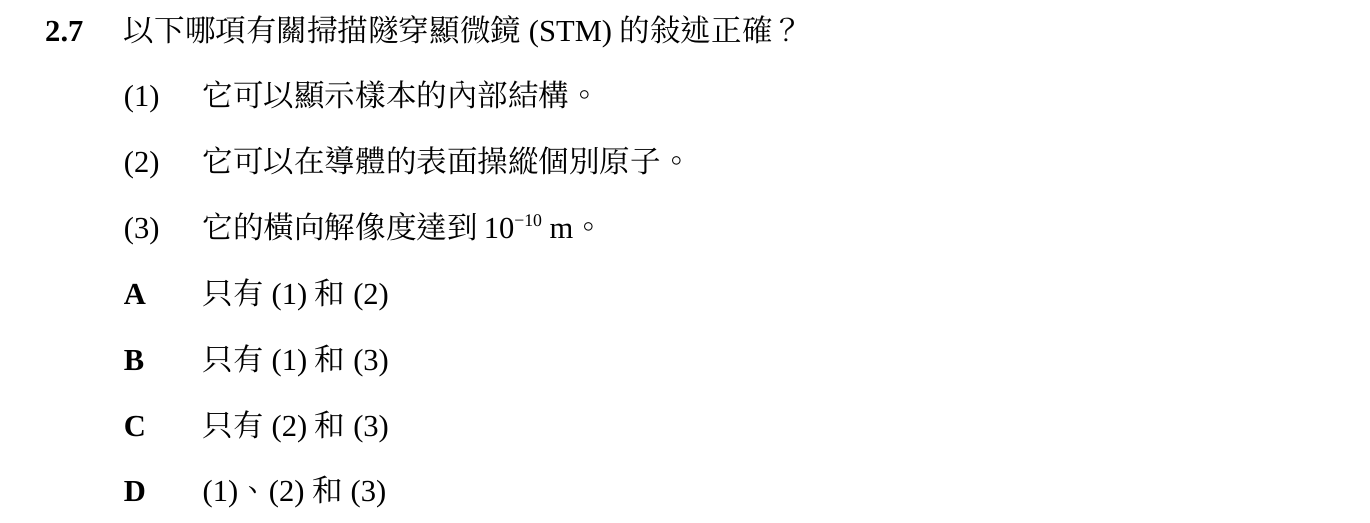 2.7 以下哪項有關掃描隧穿顯微鏡 (STM) 的敍述正確？
(1) 它可以顯示樣本的內部結構。
(2) 它可以在導體的表面操縱個別原子。
(3) 它的橫向解像度達到 10⁻¹⁰ m。
A 只有 (1) 和 (2)
B 只有 (1) 和 (3)
C 只有 (2) 和 (3)
D (1)、(2) 和 (3)